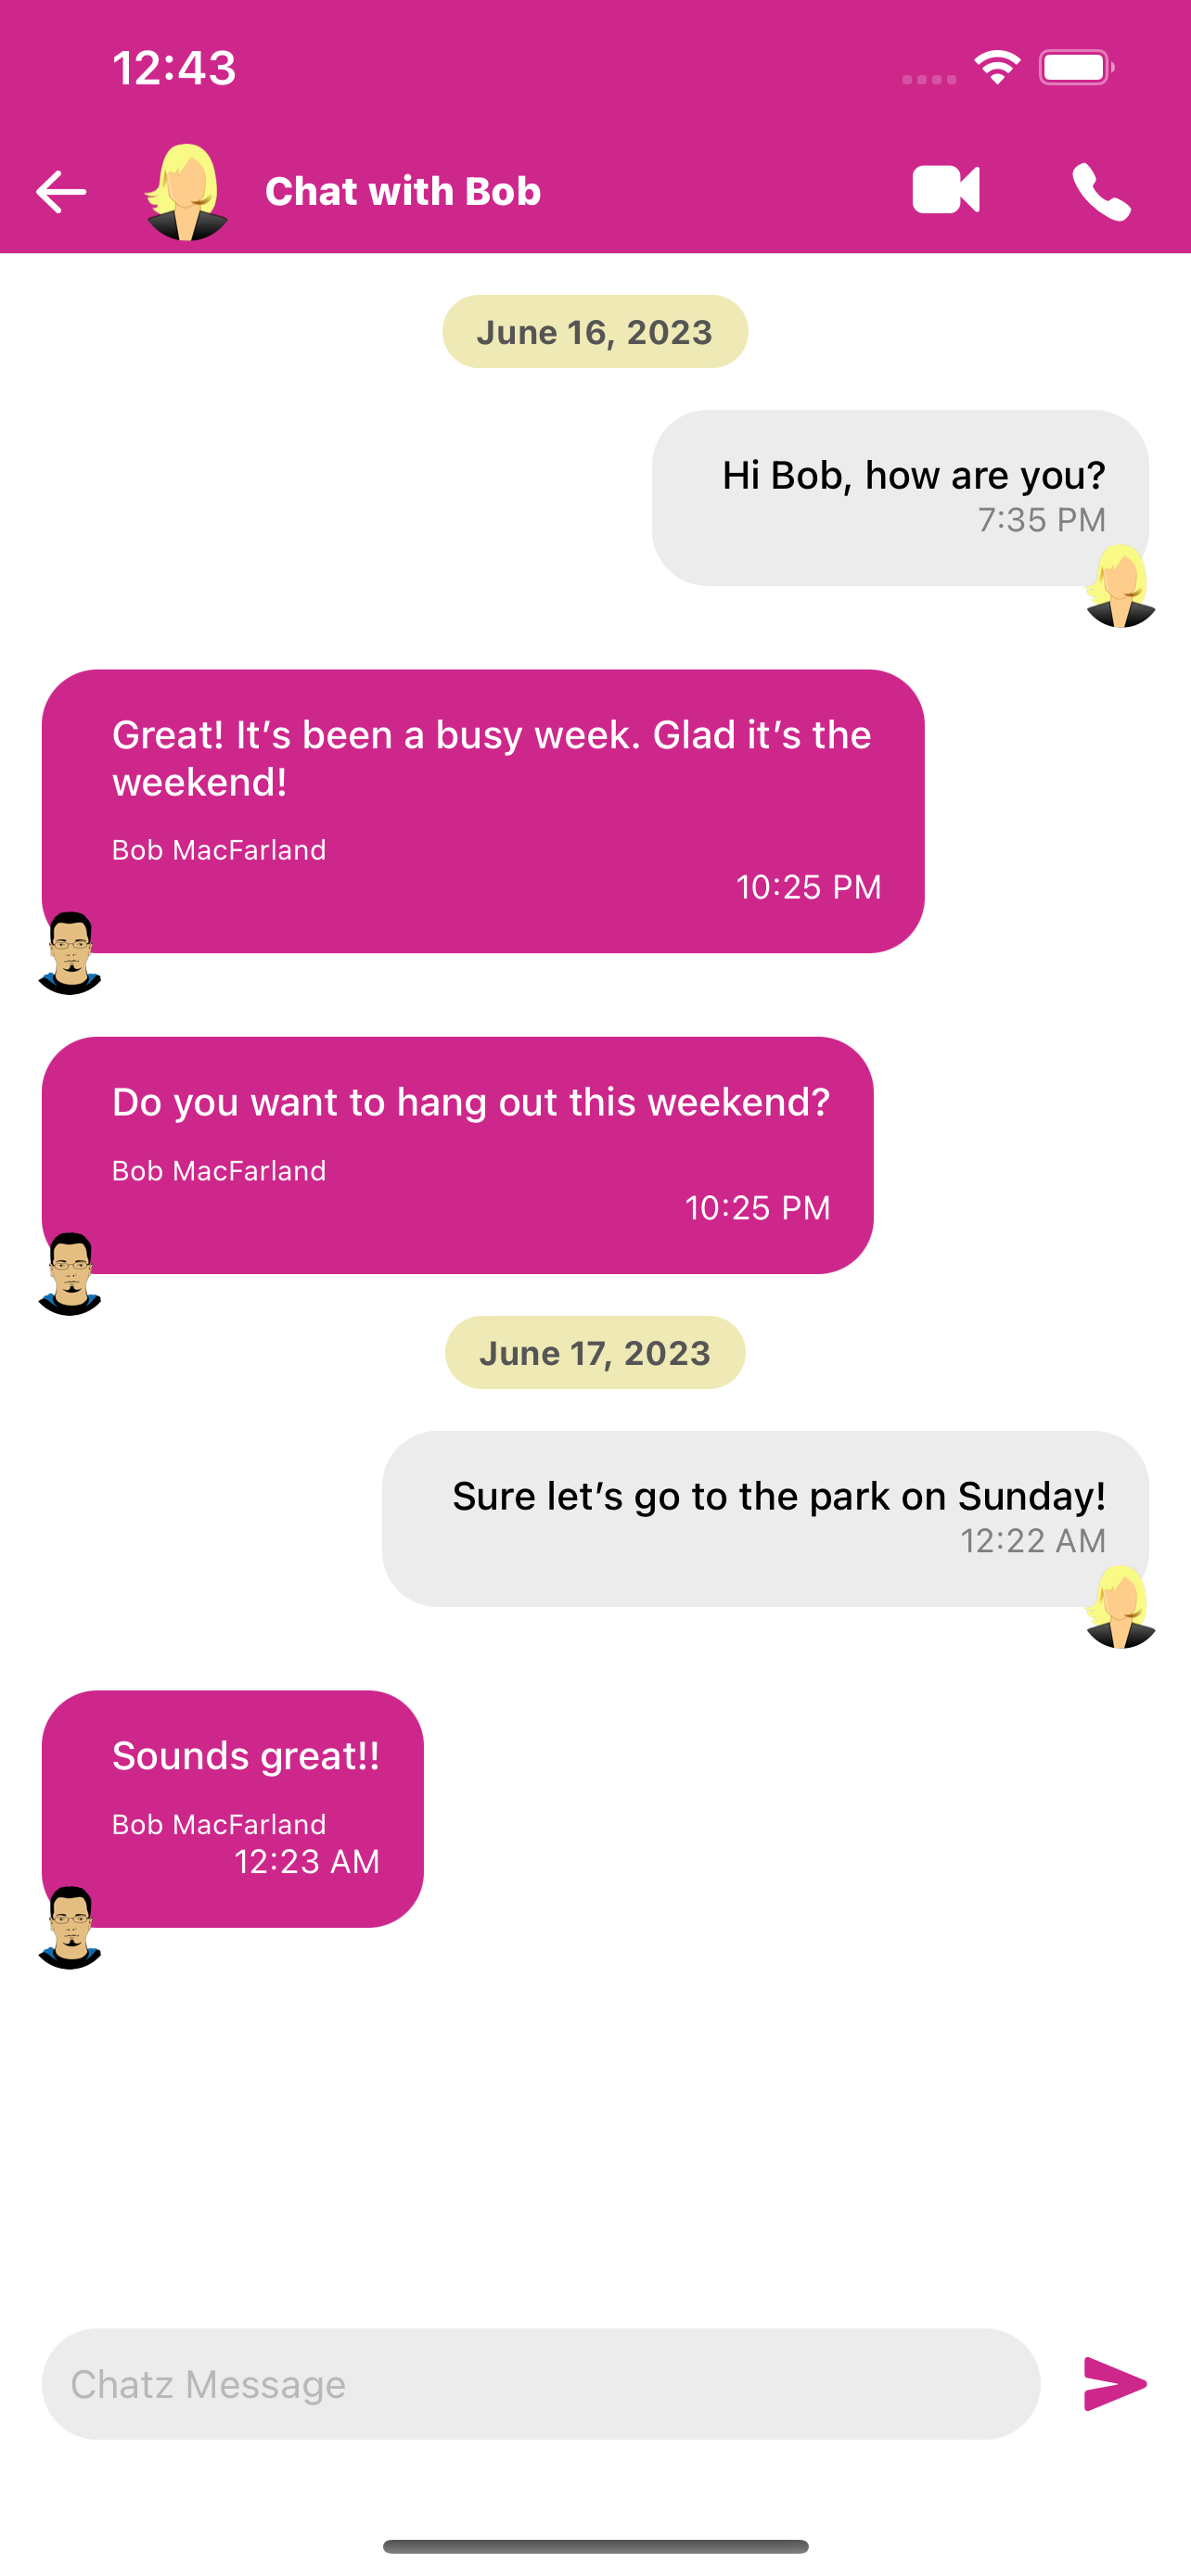 12:43
Chat with Bob
June 16, 2023
Hi Bob, how are you?
7:35 PM
Great! It’s been a busy week. Glad it’s the
weekend!
Bob MacFarland
10:25 PM
Do you want to hang out this weekend?
Bob MacFarland
10:25 PM
June 17, 2023
Sure let’s go to the park on Sunday!
12:22 AM
Sounds great!!
Bob MacFarland
12:23 AM
Chatz Message